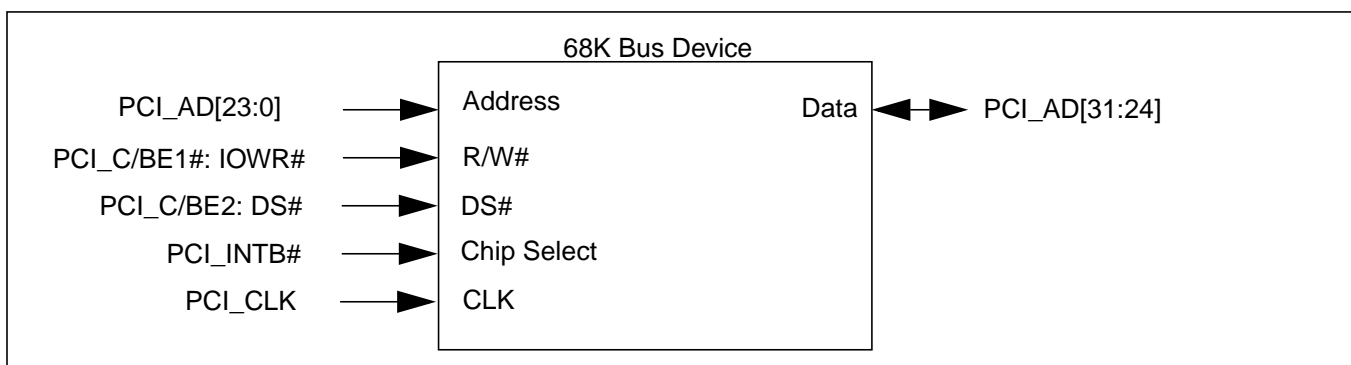 68K Bus Device
PCI_AD[23:0] Address Data PCI_AD[31:24]
PCI_C/BE1#: IOWR# R/W#
PCI_C/BE2: DS# DS#
PCI_INTB# Chip Select
PCI_CLK CLK